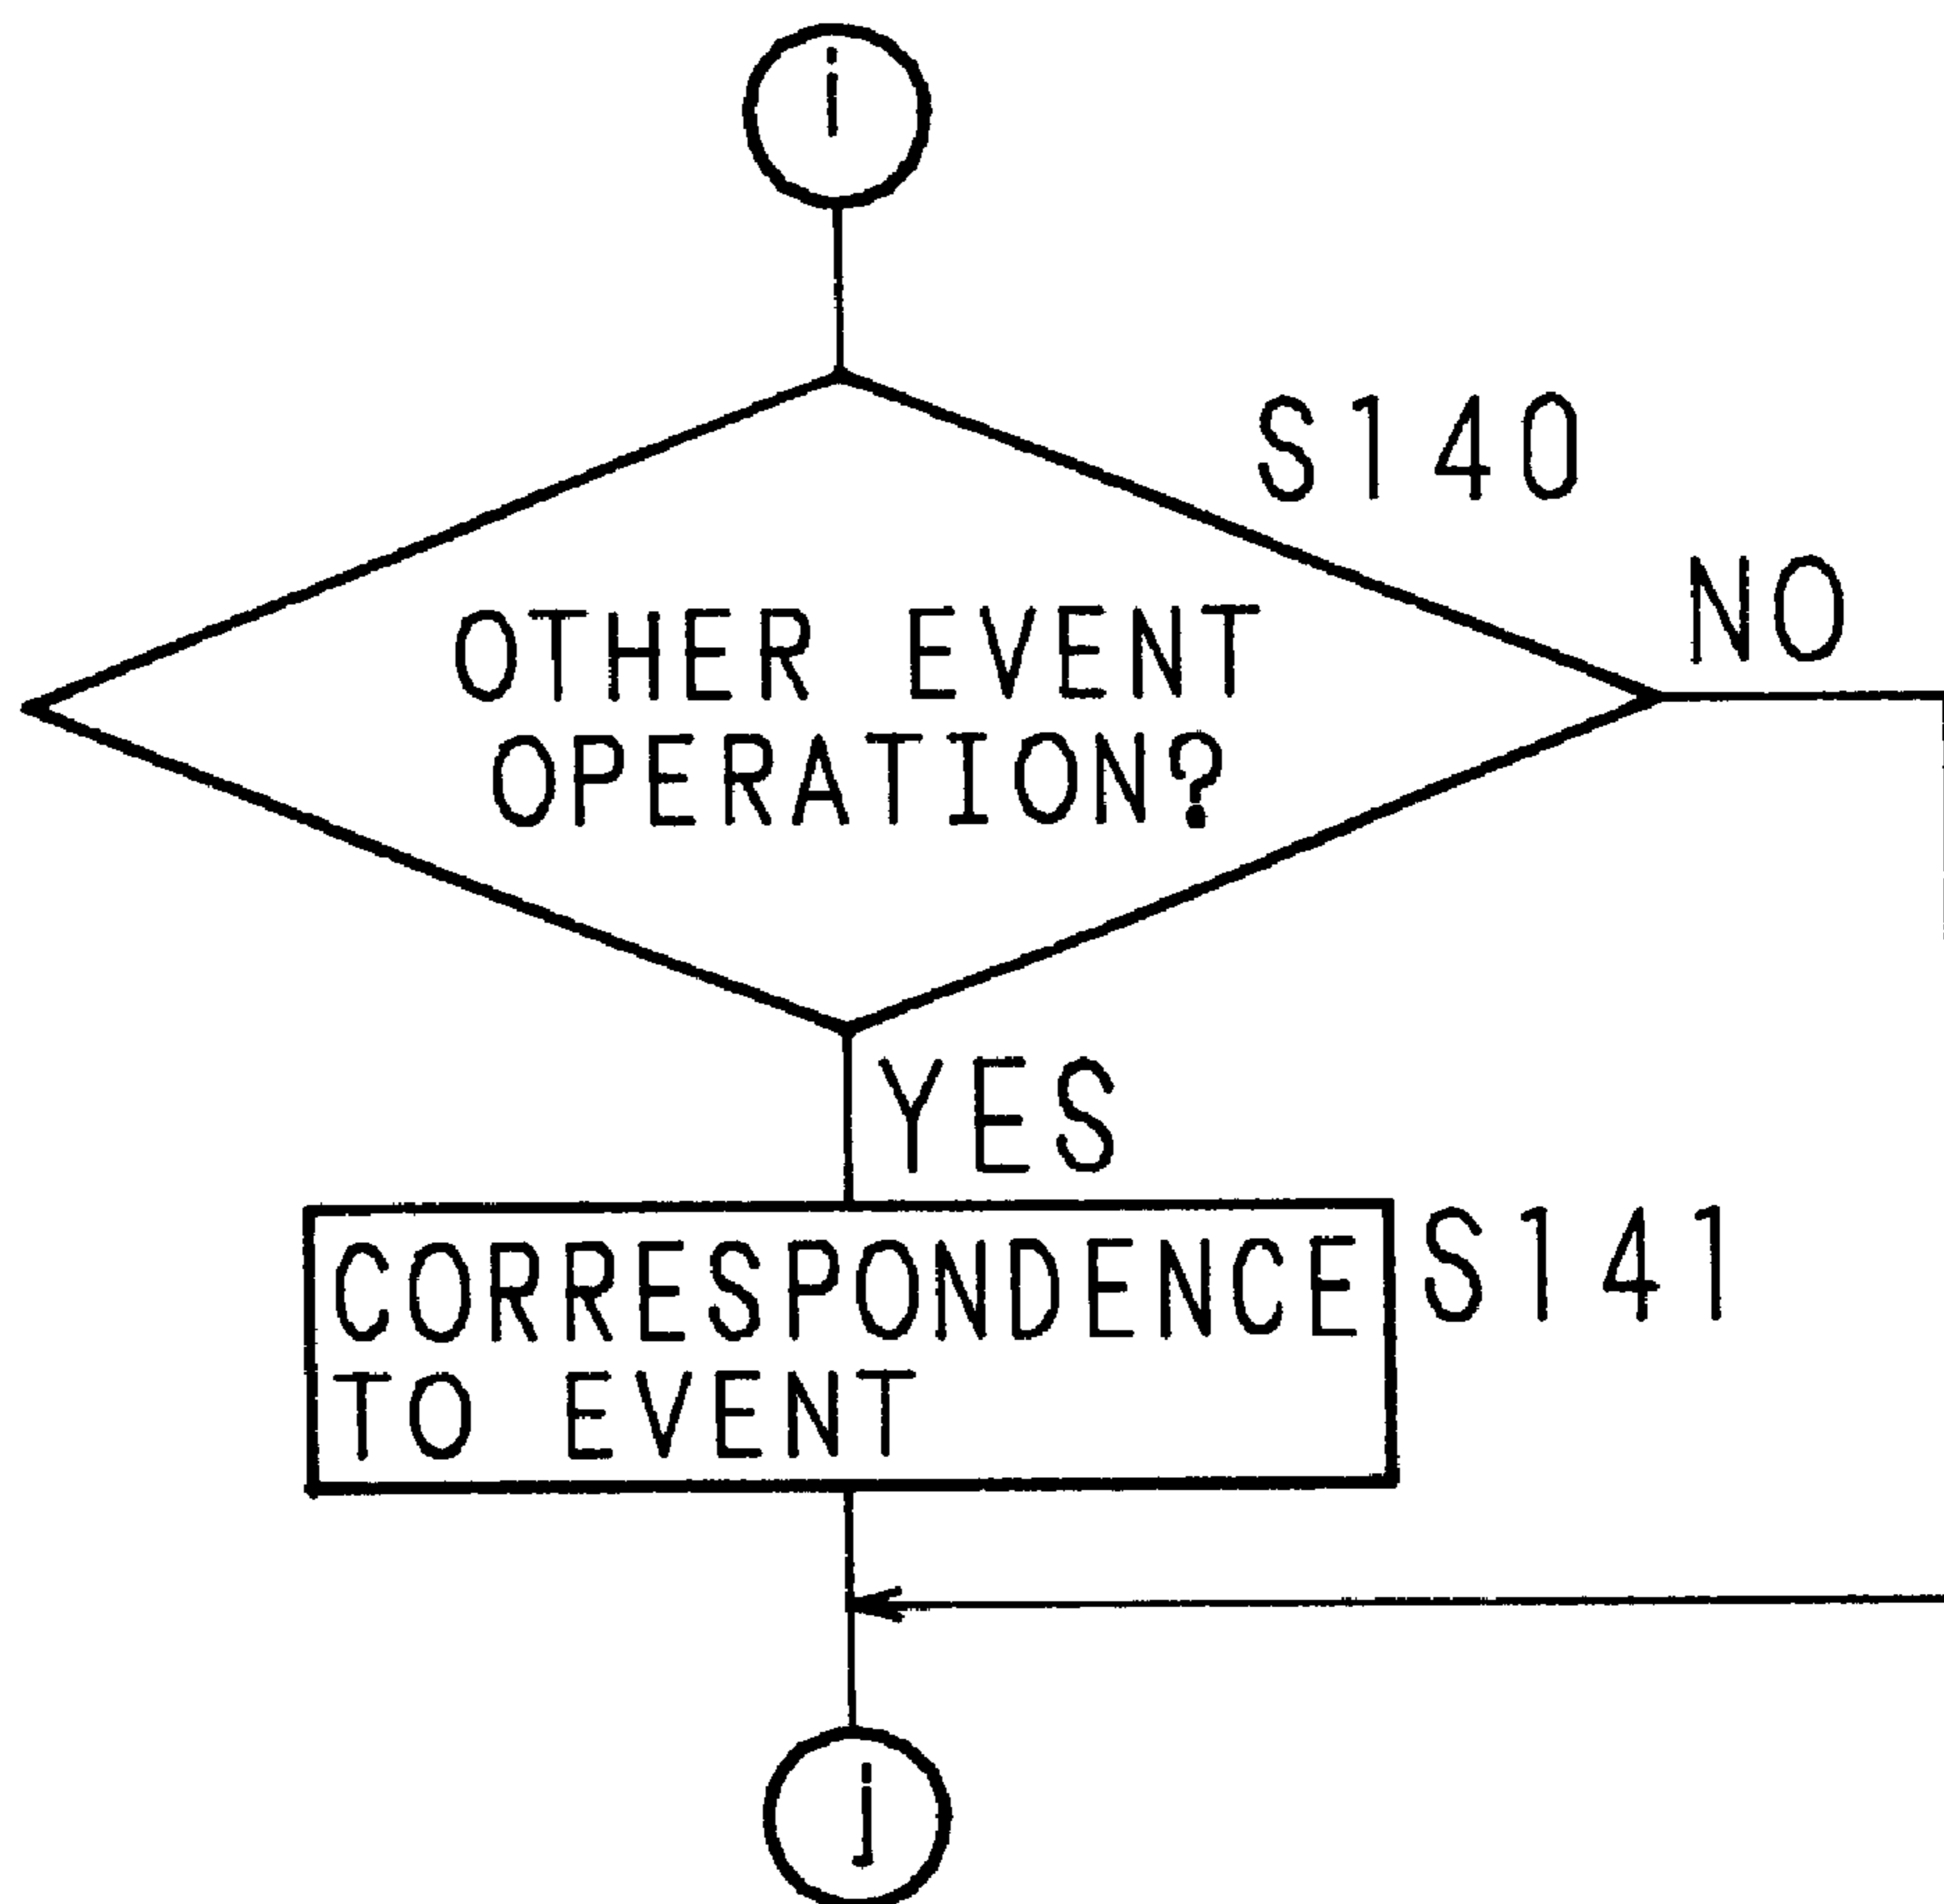 i
S140
NO
OTHER EVENT
OPERATION?
YES
S141
CORRESPONDENCE
TO EVENT
j